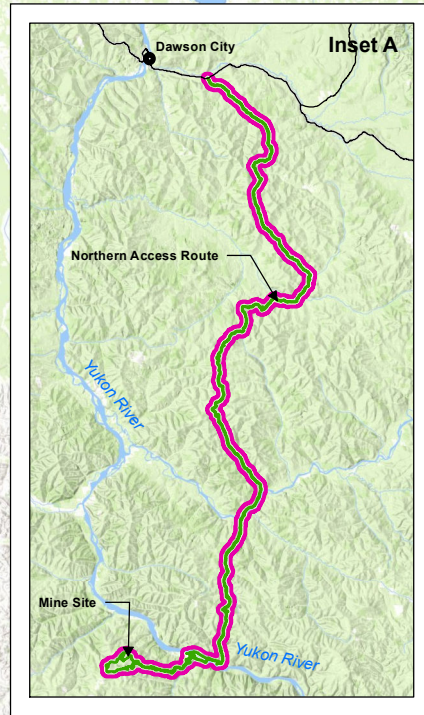 Dawson City
Inset A
Northern Access Route
Yukon River
Mine Site
Yukon River